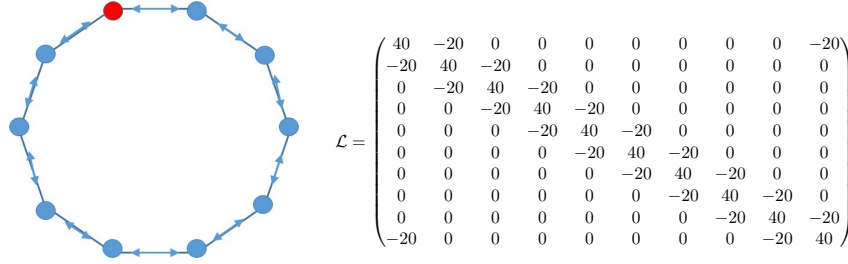 40 −20 0 0 0 0 0 0 0 −20
−20 40 −20 0 0 0 0 0 0 0
0 −20 40 −20 0 0 0 0 0 0
0 0 −20 40 −20 0 0 0 0 0
ℒ = 0 0 0 −20 40 −20 0 0 0 0
0 0 0 0 −20 40 −20 0 0 0
0 0 0 0 0 −20 40 −20 0 0
0 0 0 0 0 0 −20 40 −20 0
0 0 0 0 0 0 0 −20 40 −20
−20 0 0 0 0 0 0 0 −20 40